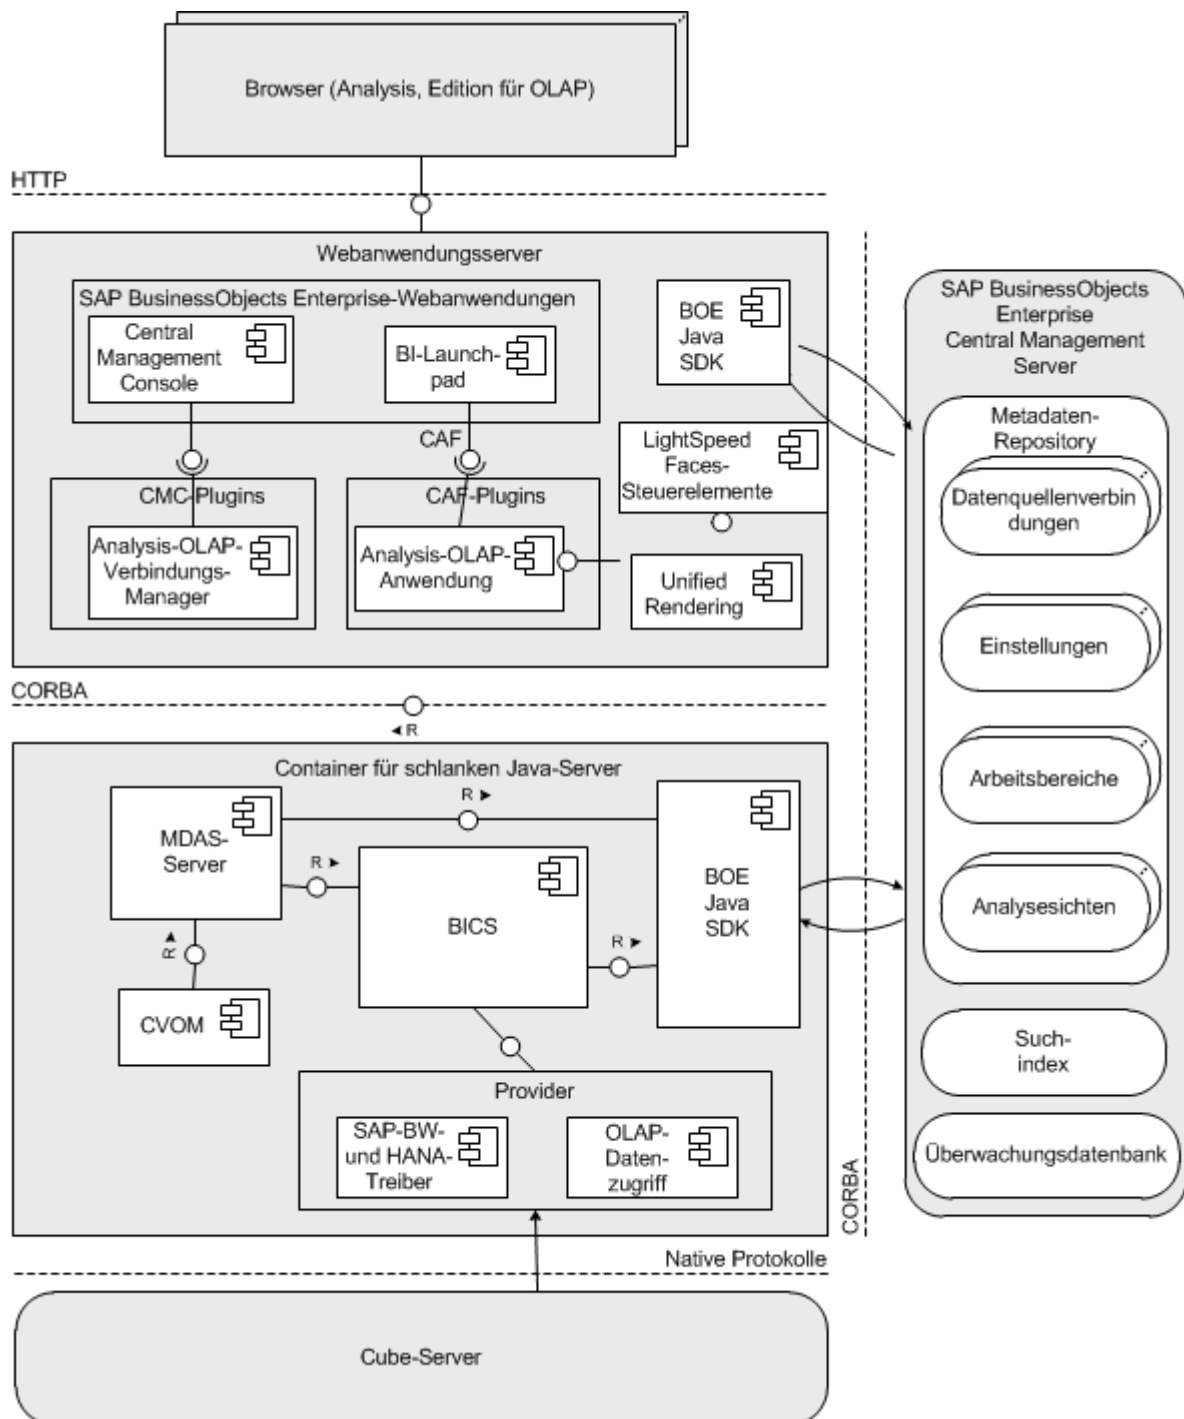 Browser (Analysis, Edition für OLAP)
HTTP
Webanwendungsserver
SAP BusinessObjects Enterprise-Webanwendungen
Central
Management
Console
BI-Launch-
pad
BOE
Java
SDK
CAF
LightSpeed
Faces-
Steuerelemente
CMC-Plugins
Analysis-OLAP-
Verbindungs-
Manager
CAF-Plugins
Analysis-OLAP-
Anwendung
Unified
Rendering
CORBA
◄ R
Container für schlanken Java-Server
MDAS-
Server
R ►
R ►
BICS
R ►
BOE
Java
SDK
R ►
CVOM
Provider
SAP-BW-
und HANA-
Treiber
OLAP-
Daten-
zugriff
CORBA
Native Protokolle
Cube-Server
SAP BusinessObjects
Enterprise
Central Management
Server
Metadaten-
Repository
Datenquellenverbin
dungen
Einstellungen
Arbeitsbereiche
Analysesichten
Such-
index
Überwachungsdatenbank